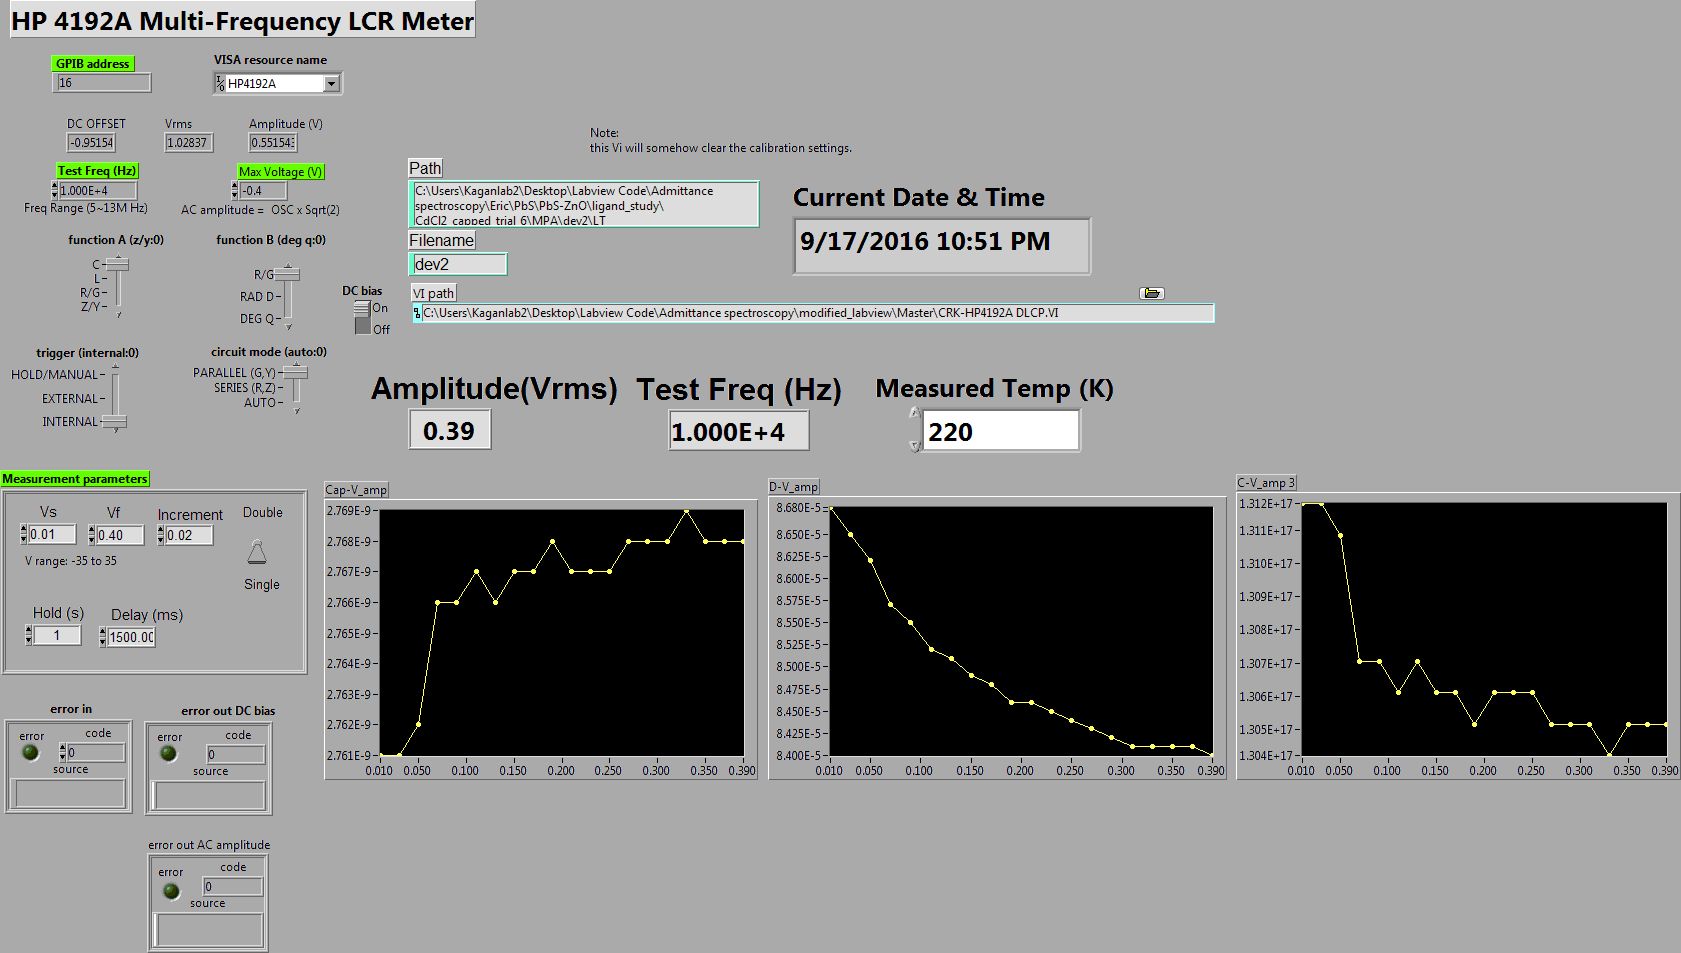 HP 4192A Multi-Frequency LCR Meter
GPIB address
16
VISA resource name
HP4192A
DC OFFSET
-0.95154
Vrms
1.02837
Amplitude (V)
0.551543
Test Freq (Hz)
1.000E+4
Freq Range (5~13M Hz)
Max Voltage (V)
-0.4
AC amplitude = OSC x Sqrt(2)
Note:
this Vi will somehow clear the calibration settings.
Path
C:\Users\Kaganlab2\Desktop\Labview Code\Admittance
spectroscopy\Eric\PbS\PbS-ZnO\ligand_study\
CdCl2_capped_trial_6\MPA\dev2\LT
Filename
dev2
Current Date & Time
9/17/2016 10:51 PM
VI path
C:\Users\Kaganlab2\Desktop\Labview Code\Admittance spectroscopy\modified_labview\Master\CRK-HP4192A DLCP.VI
function A (z/y:0)
C
L
R/G
Z/Y
function B (deg q:0)
R/G
RAD D
DEG Q
DC bias
On
Off
trigger (internal:0)
HOLD/MANUAL
EXTERNAL
INTERNAL
circuit mode (auto:0)
PARALLEL (G,Y)
SERIES (R,Z)
AUTO
Amplitude(Vrms)
0.39
Test Freq (Hz)
1.000E+4
Measured Temp (K)
220
Measurement parameters
Vs
0.01
Vf
0.40
Increment
0.02
Double
Single
V range: -35 to 35
Hold (s)
1
Delay (ms)
1500.00
Cap-V_amp
2.769E-9
2.768E-9
2.767E-9
2.766E-9
2.765E-9
2.764E-9
2.763E-9
2.762E-9
2.761E-9
0.010 0.050 0.100 0.150 0.200 0.250 0.300 0.350 0.390
D-V_amp
8.680E-5
8.650E-5
8.625E-5
8.600E-5
8.575E-5
8.550E-5
8.525E-5
8.500E-5
8.475E-5
8.450E-5
8.425E-5
8.400E-5
0.010 0.050 0.100 0.150 0.200 0.250 0.300 0.350 0.390
C-V_amp 3
1.312E+17
1.311E+17
1.310E+17
1.309E+17
1.308E+17
1.307E+17
1.306E+17
1.305E+17
1.304E+17
0.010 0.050 0.100 0.150 0.200 0.250 0.300 0.350 0.390
error in
error
code
0
source
error out DC bias
error
code
0
source
error out AC amplitude
error
code
0
source